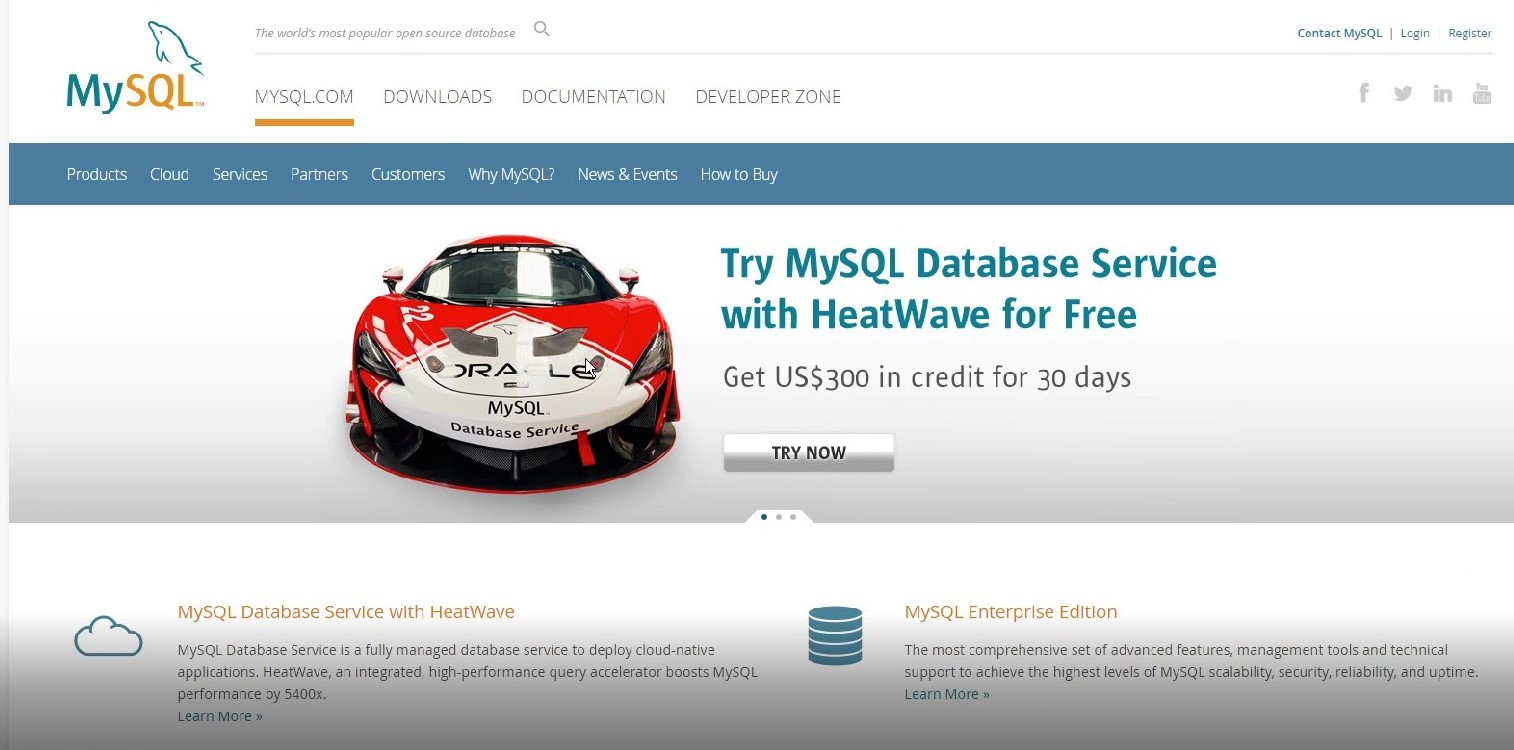 MySQL™
The world's most popular open source database
Contact MySQL | Login | Register
MYSQL.COM DOWNLOADS DOCUMENTATION DEVELOPER ZONE
Products Cloud Services Partners Customers Why MySQL? News & Events How to Buy
22
ORACLE
MySQL™
Database Service
Try MySQL Database Service
with HeatWave for Free
Get US$300 in credit for 30 days
TRY NOW
MySQL Database Service with HeatWave
MySQL Database Service is a fully managed database service to deploy cloud-native
applications. HeatWave, an integrated, high-performance query accelerator boosts MySQL
performance by 5400x.
Learn More »
MySQL Enterprise Edition
The most comprehensive set of advanced features, management tools and technical
support to achieve the highest levels of MySQL scalability, security, reliability, and uptime.
Learn More »